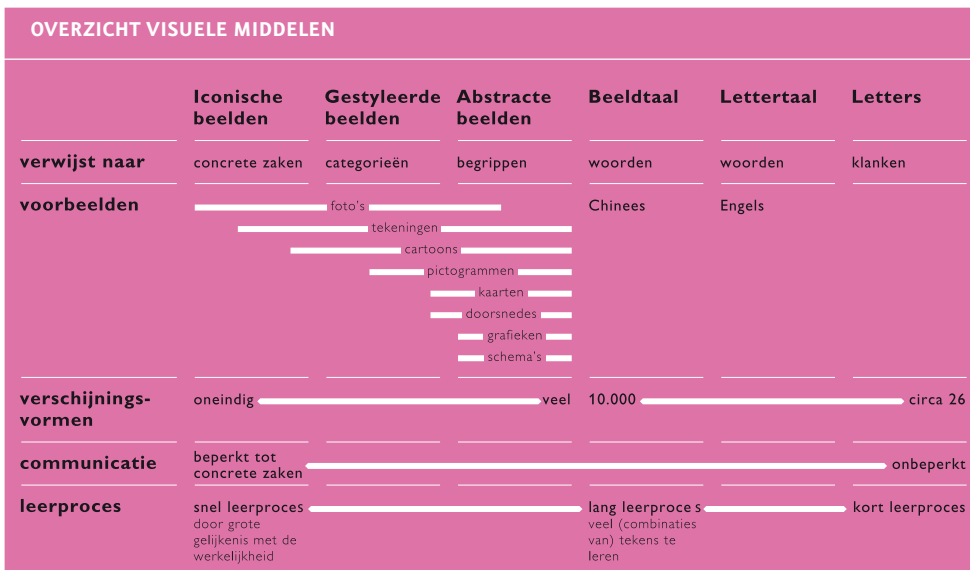 OVERZICHT VISUELE MIDDELEN
Iconische beelden
Gestyleerde beelden
Abstracte beelden
Beeldtaal
Lettertaal
Letters
verwijst naar
concrete zaken
categorieën
begrippen
woorden
woorden
klanken
voorbeelden
foto's
Chinees
Engels
tekeningen
cartoons
pictogrammen
kaarten
doorsnedes
grafieken
schema's
verschijnings-
vormen
oneindig
veel
10.000
circa 26
communicatie
beperkt tot
concrete zaken
onbeperkt
leerproces
snel leerproces
door grote
gelijkenis met de
werkelijkheid
lang leerproces
veel (combinaties
van) tekens te
leren
kort leerproces